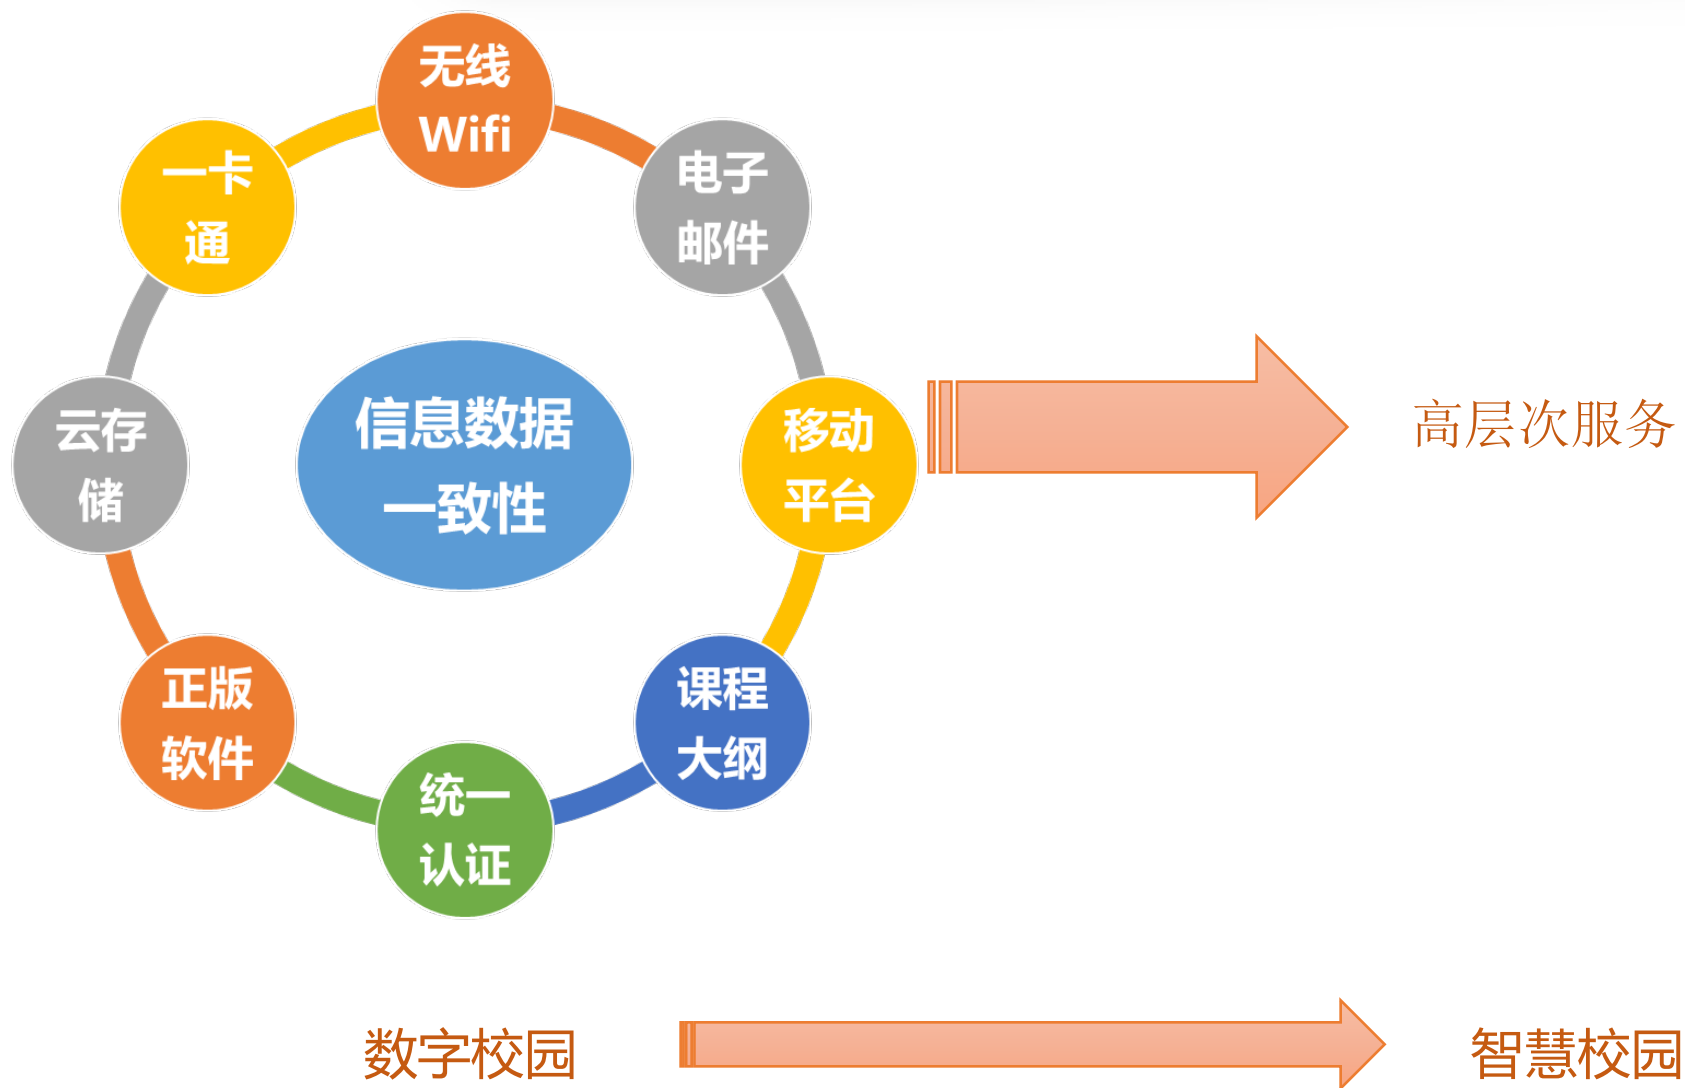 无线
Wifi
电子
邮件
移动
平台
课程
大纲
统一
认证
正版
软件
云存
储
一卡
通
信息数据
一致性
高层次服务
数字校园
智慧校园